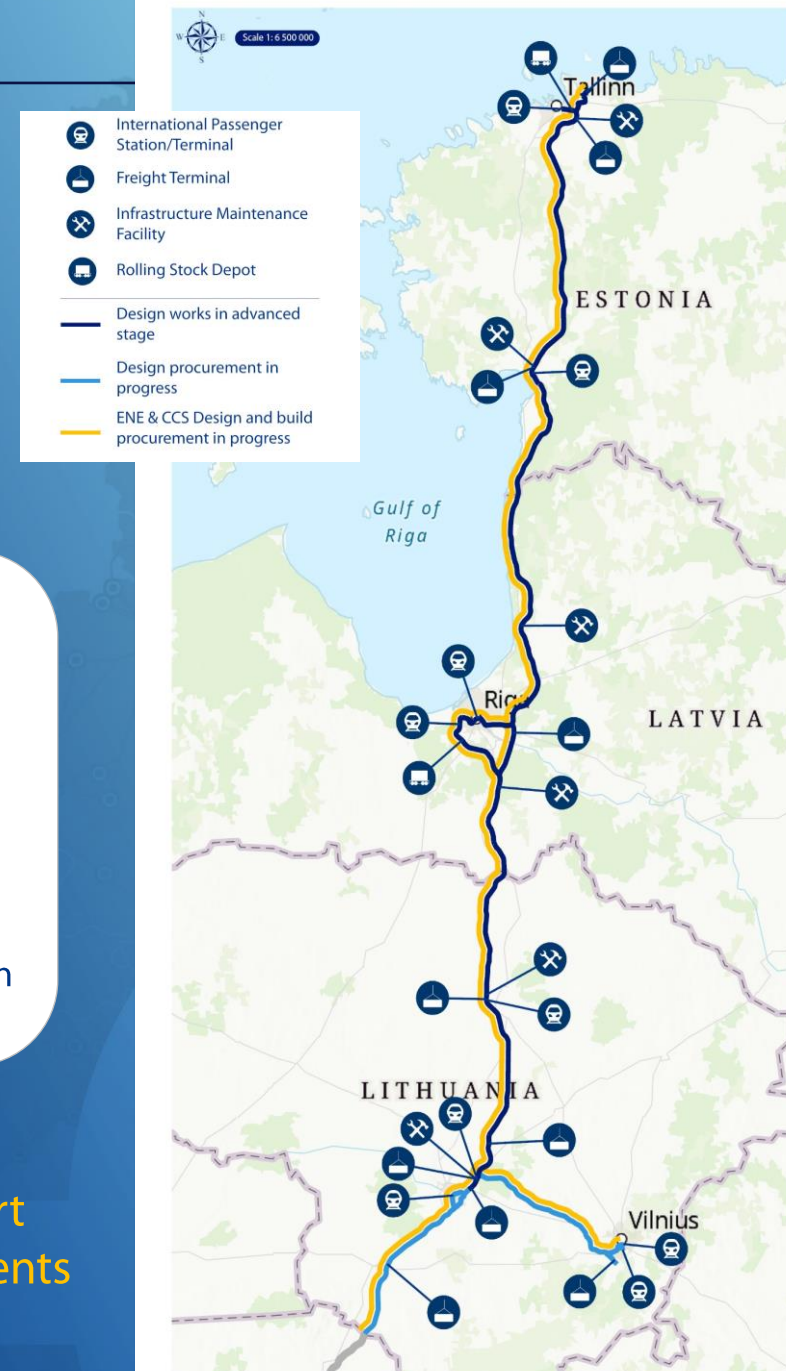 N
W
E
S
Scale 1: 6 500 000
Tallinn
International Passenger
Station/Terminal
Freight Terminal
Infrastructure Maintenance
Facility
Rolling Stock Depot
Design works in advanced
stage
Design procurement in
progress
ENE & CCS Design and build
procurement in progress
ESTONIA
Gulf of
Riga
Riga
LATVIA
LITHUANIA
Vilnius